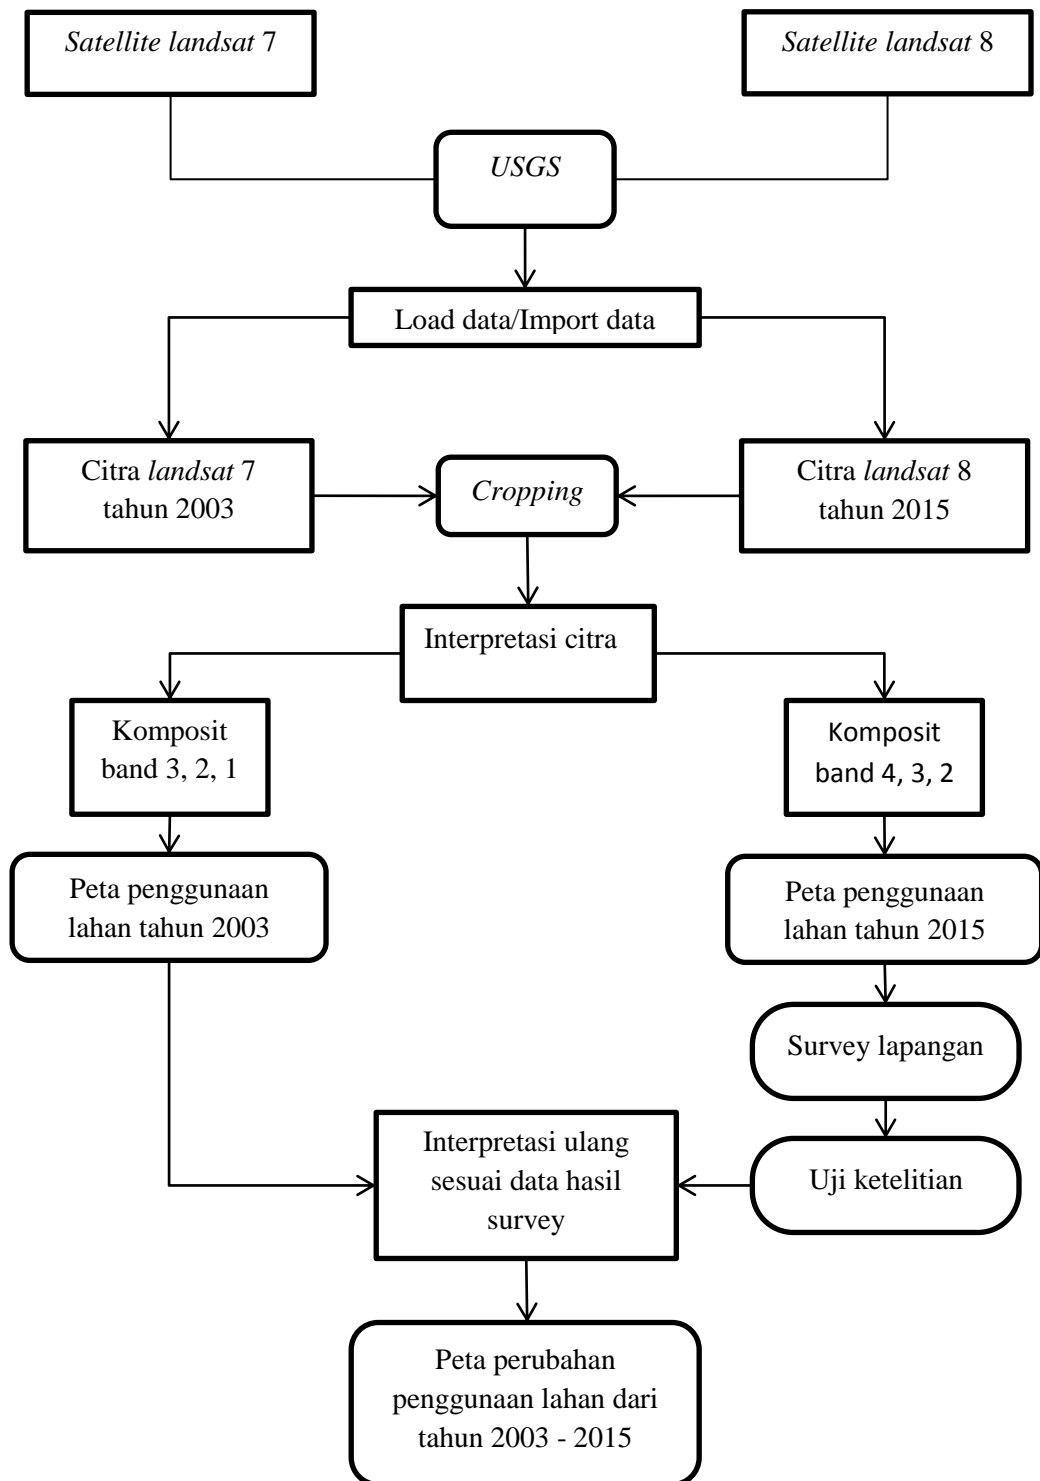 Satellite landsat 7
Satellite landsat 8
USGS
Load data/Import data
Citra landsat 7
tahun 2003
Cropping
Citra landsat 8
tahun 2015
Interpretasi citra
Komposit
band 3, 2, 1
Komposit
band 4, 3, 2
Peta penggunaan
lahan tahun 2003
Peta penggunaan
lahan tahun 2015
Survey lapangan
Interpretasi ulang
sesuai data hasil
survey
Uji ketelitian
Peta perubahan
penggunaan lahan dari
tahun 2003 - 2015